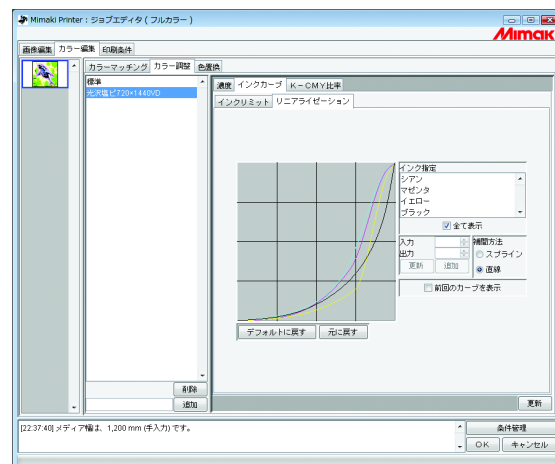 Mimaki Printer : ジョブエディタ ( フルカラー )
Mimaki
画像編集 カラー編集 印刷条件
カラーマッチング カラー調整 色置換
標準
光沢塩ビ720×1440VD
濃度 インクカーブ K-CMY比率
インクリミット リニアライゼーション
インク指定
シアン
マゼンタ
イエロー
ブラック
全て表示
入力
出力
更新 追加
補間方法
スプライン
直線
前回のカーブを表示
デフォルトに戻す 元に戻す
削除
追加
更新
[22:37:40] メディア幅は、1,200 mm (手入力) です。
条件管理
OK キャンセル